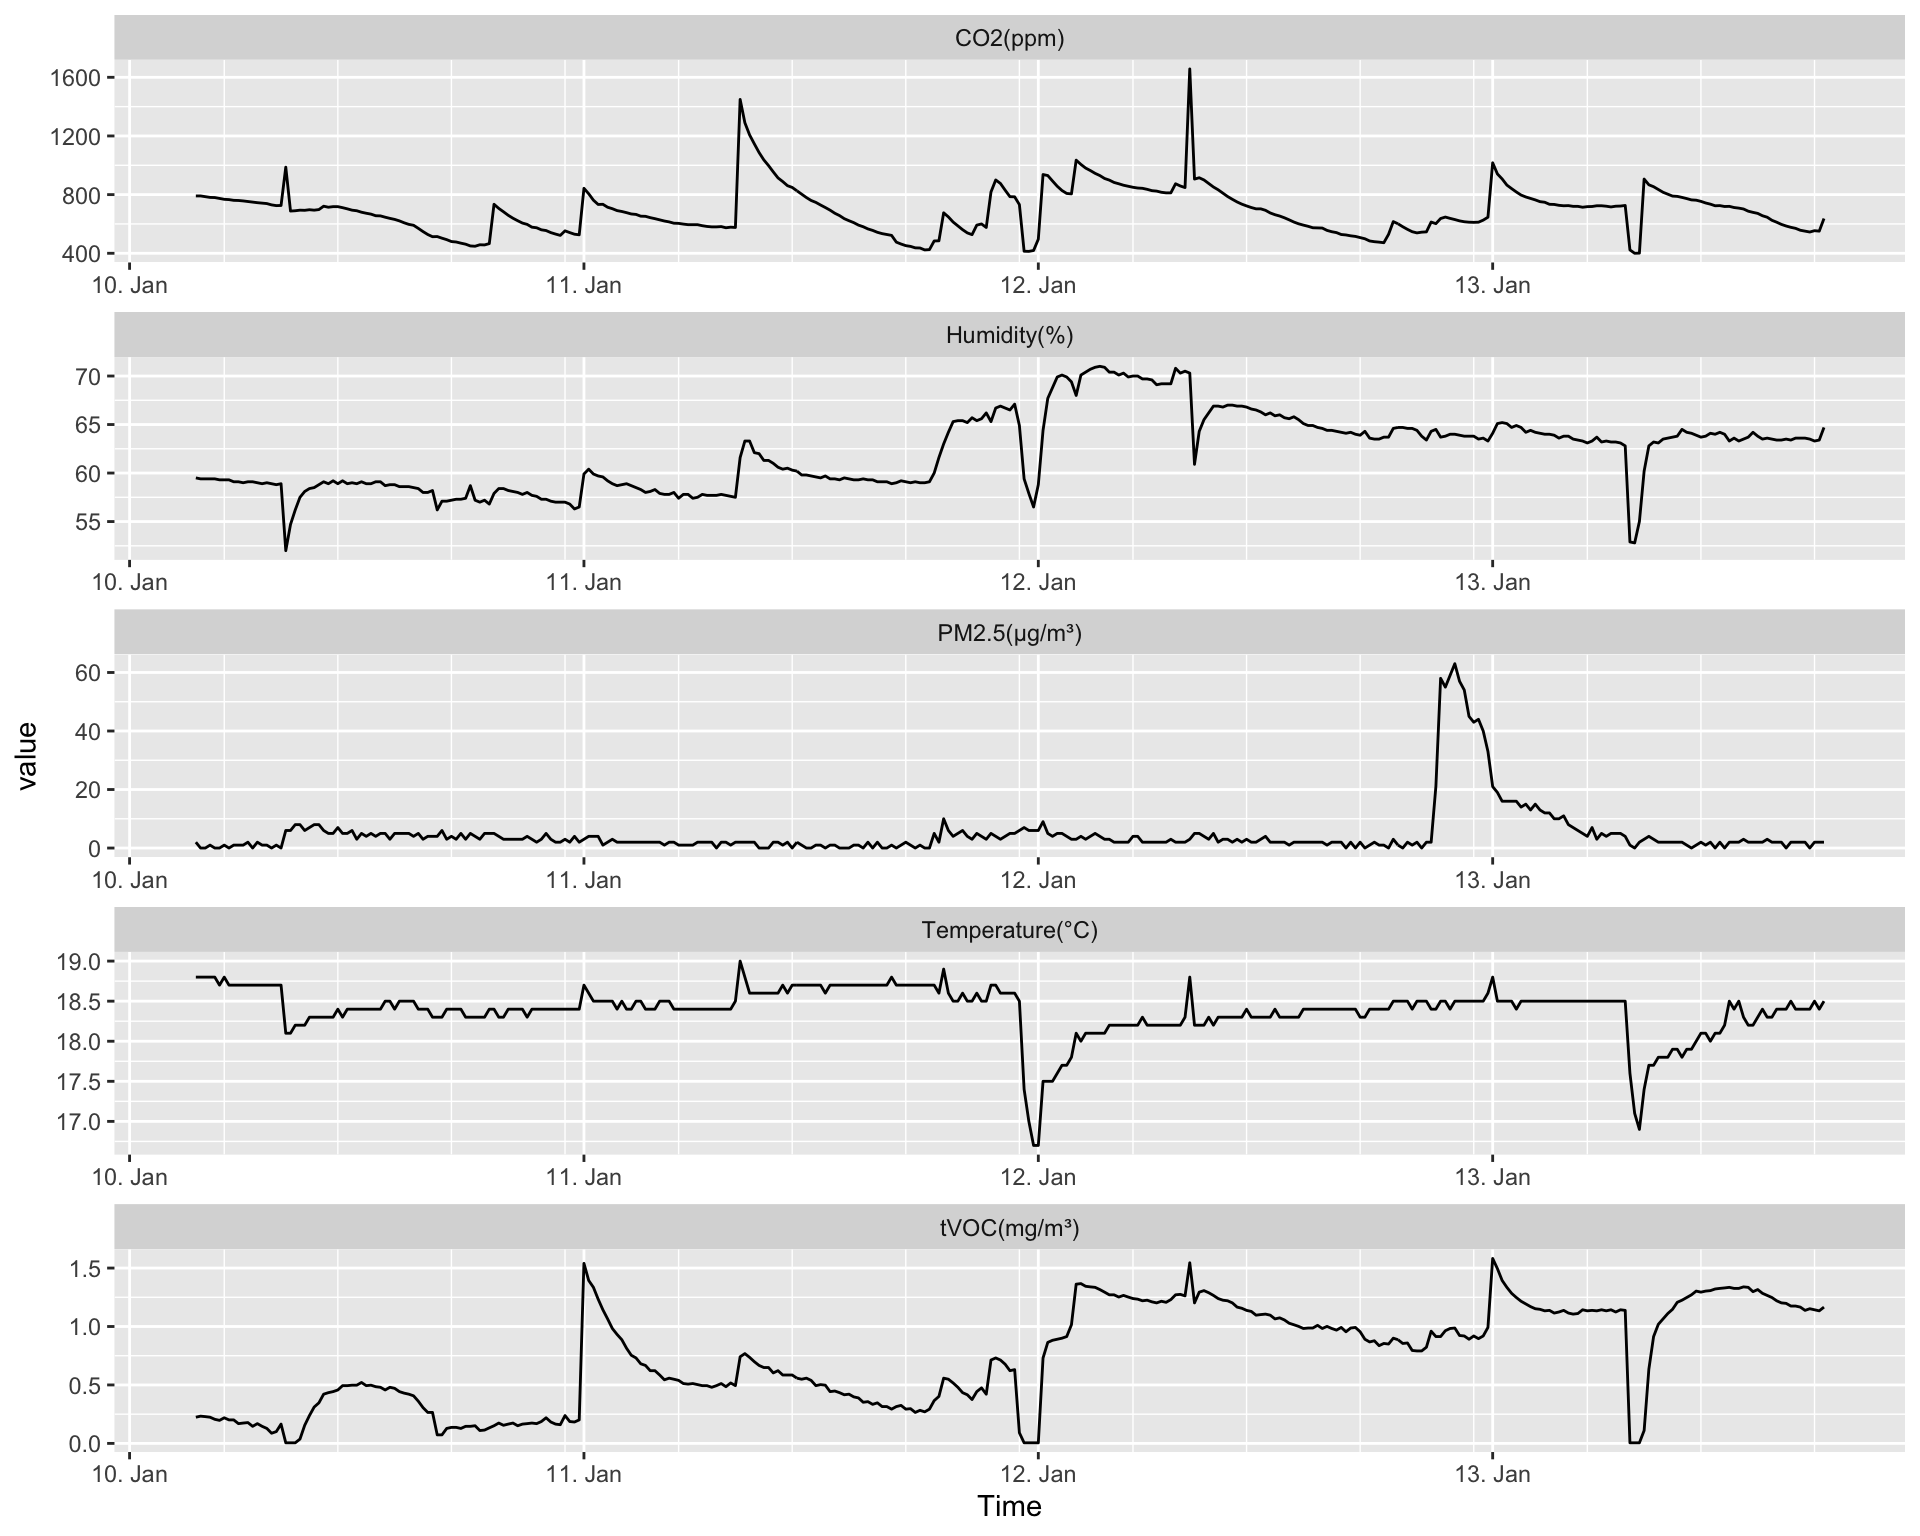 CO2(ppm)
1600
1200
800
400
10. Jan 11. Jan 12. Jan 13. Jan
Humidity(%)
70
65
60
55
10. Jan 11. Jan 12. Jan 13. Jan
PM2.5(µg/m³)
60
40
20
0
10. Jan 11. Jan 12. Jan 13. Jan
value
Temperature(°C)
19.0
18.5
18.0
17.5
17.0
10. Jan 11. Jan 12. Jan 13. Jan
tVOC(mg/m³)
1.5
1.0
0.5
0.0
10. Jan 11. Jan 12. Jan 13. Jan
Time